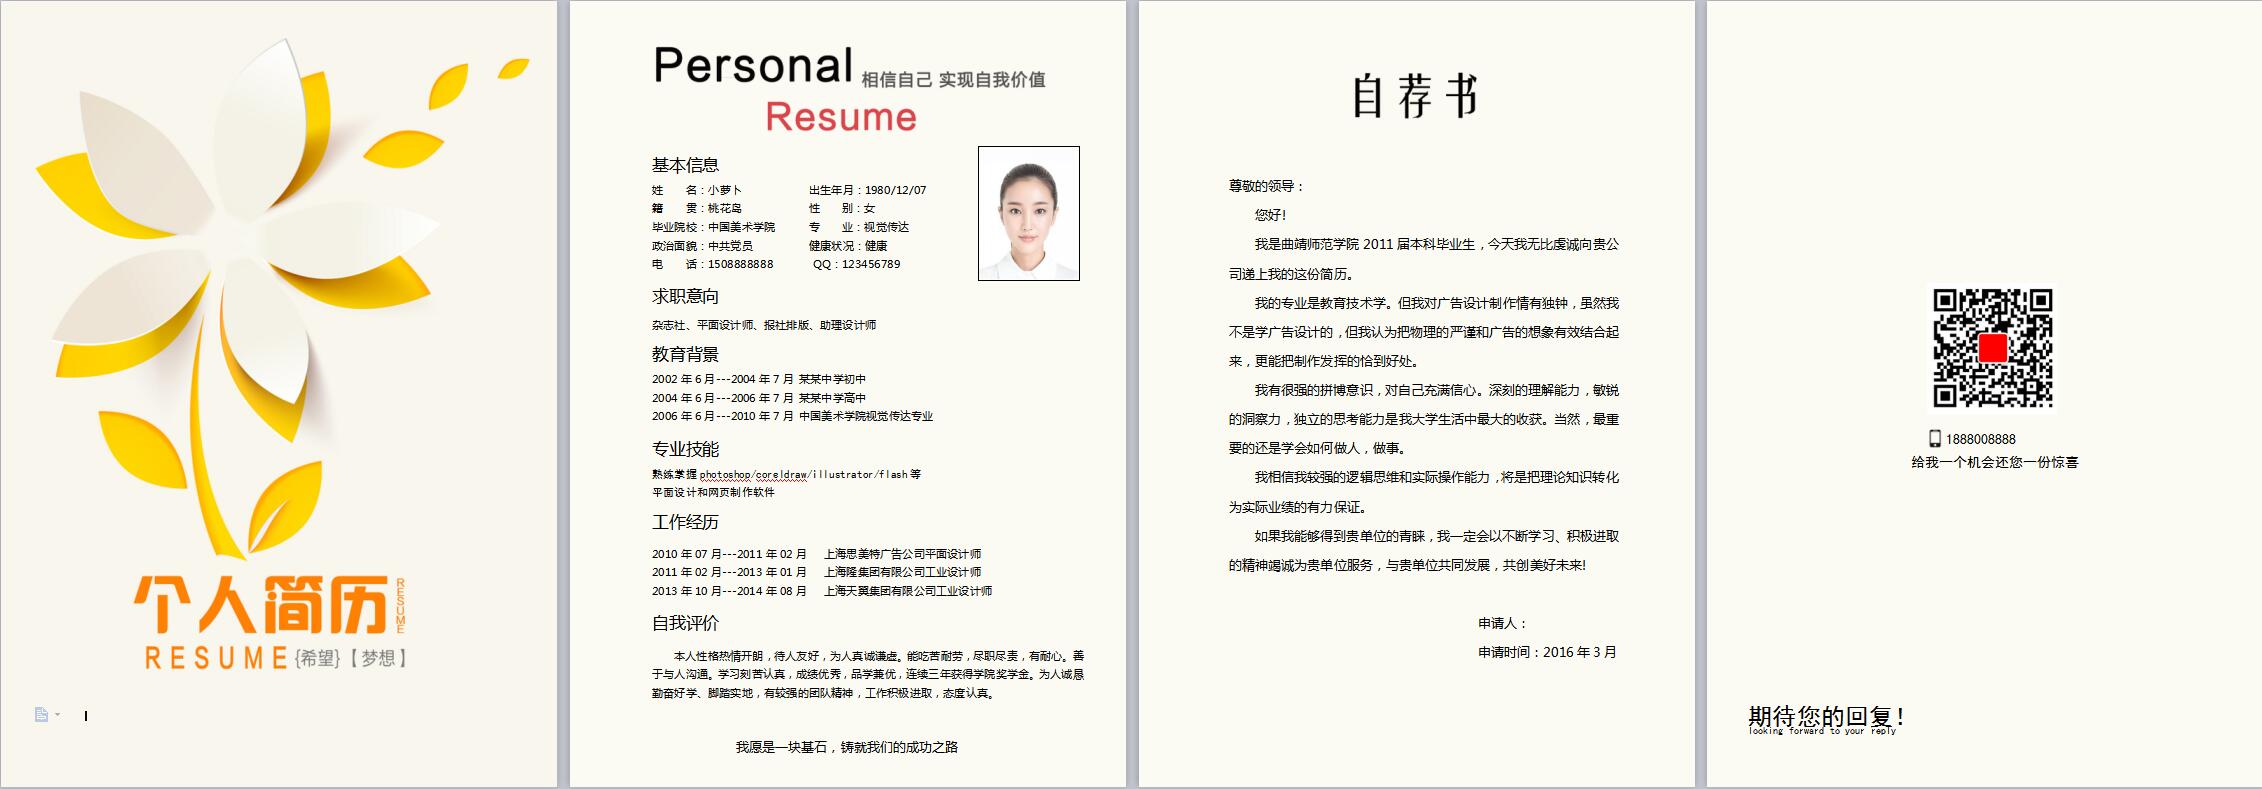 个人简历
RESUME
RESUME {希望}【梦想】
Personal 相信自己 实现自我价值
Resume
基本信息
姓 名：小萝卜 出生年月：1980/12/07
籍 贯：桃花岛 性 别：女
毕业院校：中国美术学院 专 业：视觉传达
政治面貌：中共党员 健康状况：健康
电 话：1508888888 QQ：123456789
求职意向
杂志社、平面设计师、报社排版、助理设计师
教育背景
2002 年 6 月---2004 年 7 月 某某中学初中
2004 年 6 月---2006 年 7 月 某某中学高中
2006 年 6 月---2010 年 7 月 中国美术学院视觉传达专业
专业技能
熟练掌握 photoshop/coreldraw/illustrator/flash 等
平面设计和网页制作软件
工作经历
2010 年 07 月---2011 年 02 月 上海思美特广告公司平面设计师
2011 年 02 月---2013 年 01 月 上海隆集团有限公司工业设计师
2013 年 10 月---2014 年 08 月 上海天翼集团有限公司工业设计师
自我评价
本人性格热情开朗，待人友好，为人真诚谦虚。能吃苦耐劳，尽职尽责，有耐心。善
于与人沟通。学习刻苦认真，成绩优秀，品学兼优，连续三年获得学院奖学金。为人诚恳
勤奋好学、脚踏实地，有较强的团队精神，工作积极进取，态度认真。
我愿是一块基石，铸就我们的成功之路
自荐书
尊敬的领导：
您好!
我是曲靖师范学院 2011 届本科毕业生，今天我无比虔诚向贵公
司递上我的这份简历。
我的专业是教育技术学。但我对广告设计制作情有独钟，虽然我
不是学广告设计的，但我认为把物理的严谨和广告的想象有效结合起
来，更能把制作发挥的恰到好处。
我有很强的拼博意识，对自己充满信心。深刻的理解能力，敏锐
的洞察力，独立的思考能力是我大学生活中最大的收获。当然，最重
要的还是学会如何做人，做事。
我相信我较强的逻辑思维和实际操作能力，将是把理论知识转化
为实际业绩的有力保证。
如果我能够得到贵单位的青睐，我一定会以不断学习、积极进取
的精神竭诚为贵单位服务，与贵单位共同发展，共创美好未来!
申请人：
申请时间：2016 年 3 月
1888008888
给我一个机会还您一份惊喜
期待您的回复！
looking forward to your reply